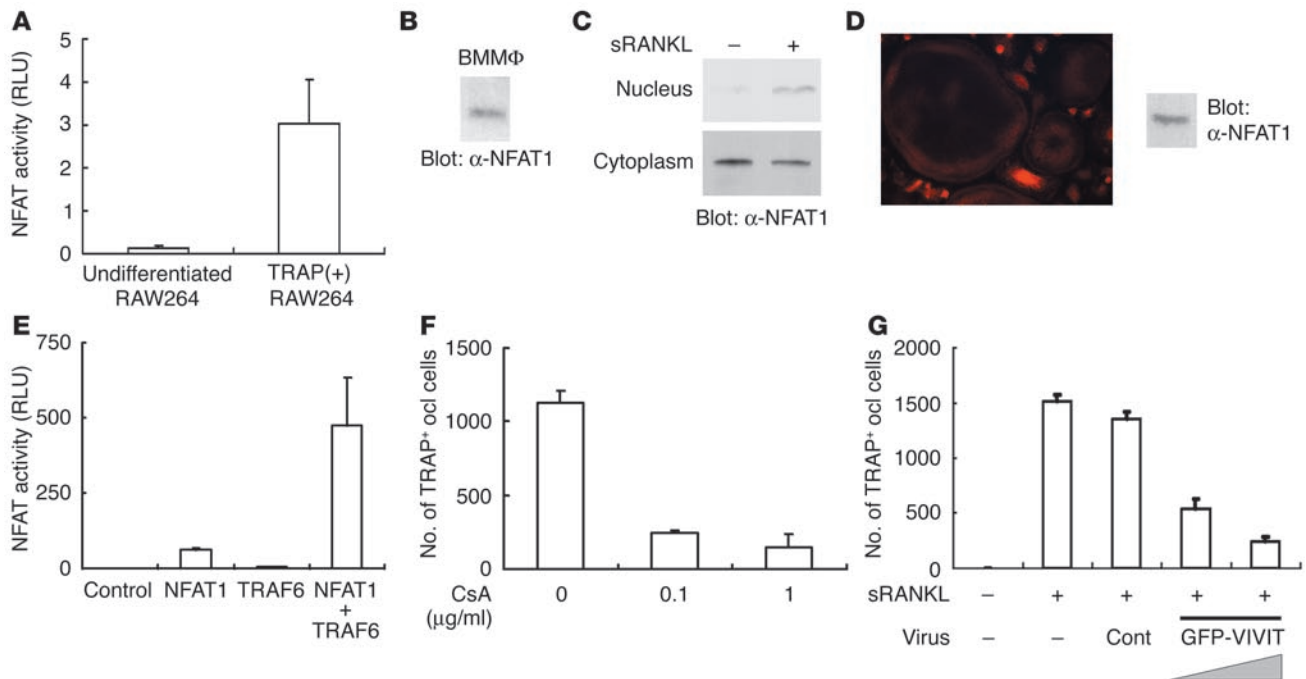 A
NFAT activity (RLU)
5
4
3
2
1
0
Undifferentiated
RAW264
TRAP(+)
RAW264
B
BMMΦ
Blot: α-NFAT1
C
sRANKL – +
Nucleus
Cytoplasm
Blot: α-NFAT1
D
Blot:
α-NFAT1
E
NFAT activity (RLU)
750
500
250
0
Control NFAT1 TRAF6 NFAT1
+
TRAF6
F
No. of TRAP⁺ ocl cells
1500
1000
500
0
CsA 0 0.1 1
(μg/ml)
G
No. of TRAP⁺ ocl cells
2000
1500
1000
500
0
sRANKL – + + + +
Virus – – Cont GFP-VIVIT